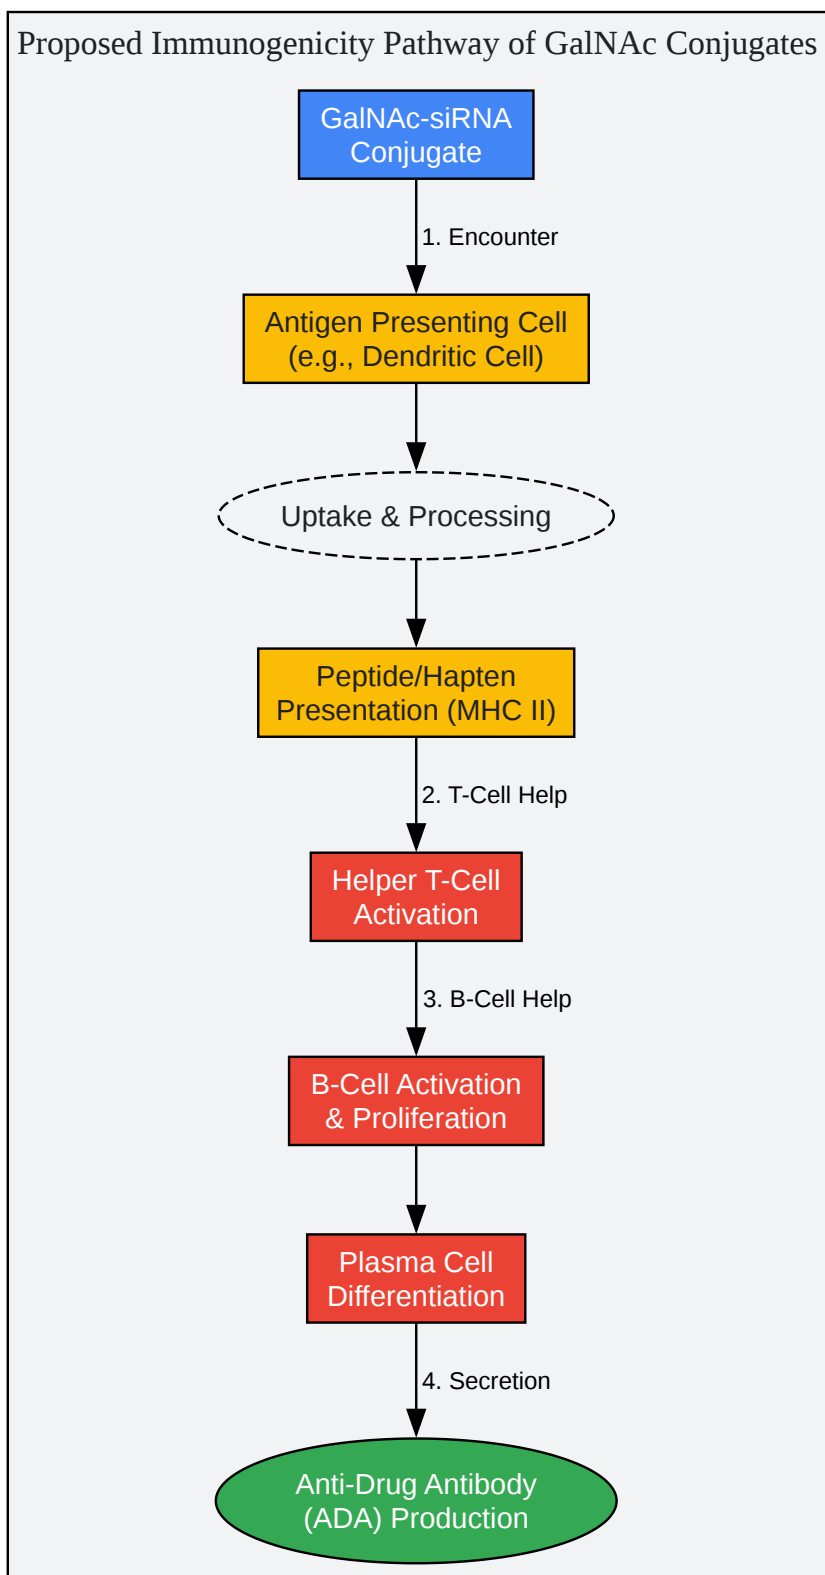 Proposed Immunogenicity Pathway of GalNAc Conjugates
GalNAc-siRNA
Conjugate
1. Encounter
Antigen Presenting Cell
(e.g., Dendritic Cell)
Uptake & Processing
Peptide/Hapten
Presentation (MHC II)
2. T-Cell Help
Helper T-Cell
Activation
3. B-Cell Help
B-Cell Activation
& Proliferation
Plasma Cell
Differentiation
4. Secretion
Anti-Drug Antibody
(ADA) Production